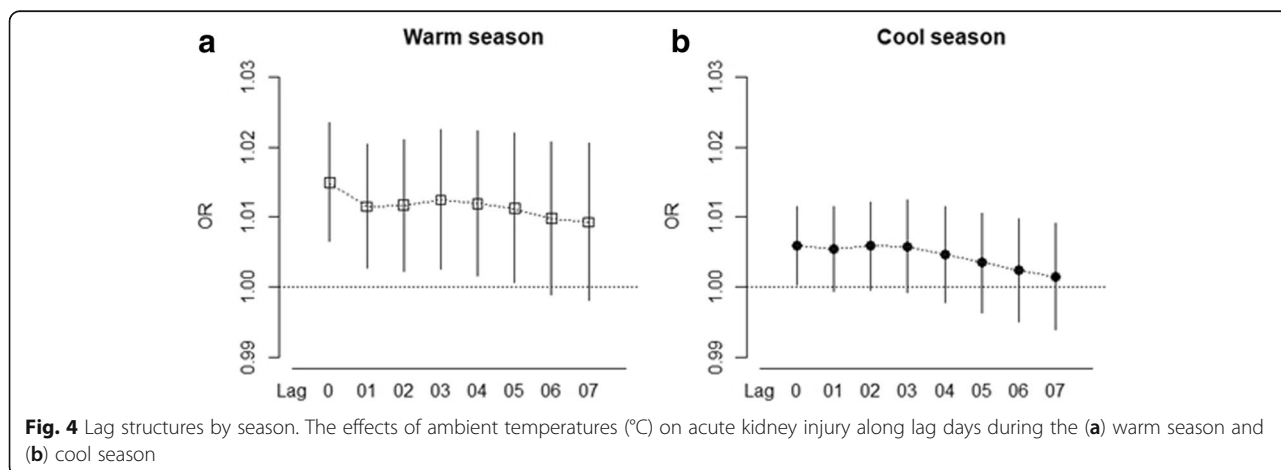 a Warm season
OR
1.03
1.02
1.01
1.00
0.99
Lag 0 01 02 03 04 05 06 07
b Cool season
OR
1.03
1.02
1.01
1.00
0.99
Lag 0 01 02 03 04 05 06 07
Fig. 4 Lag structures by season. The effects of ambient temperatures (°C) on acute kidney injury along lag days during the (a) warm season and
(b) cool season